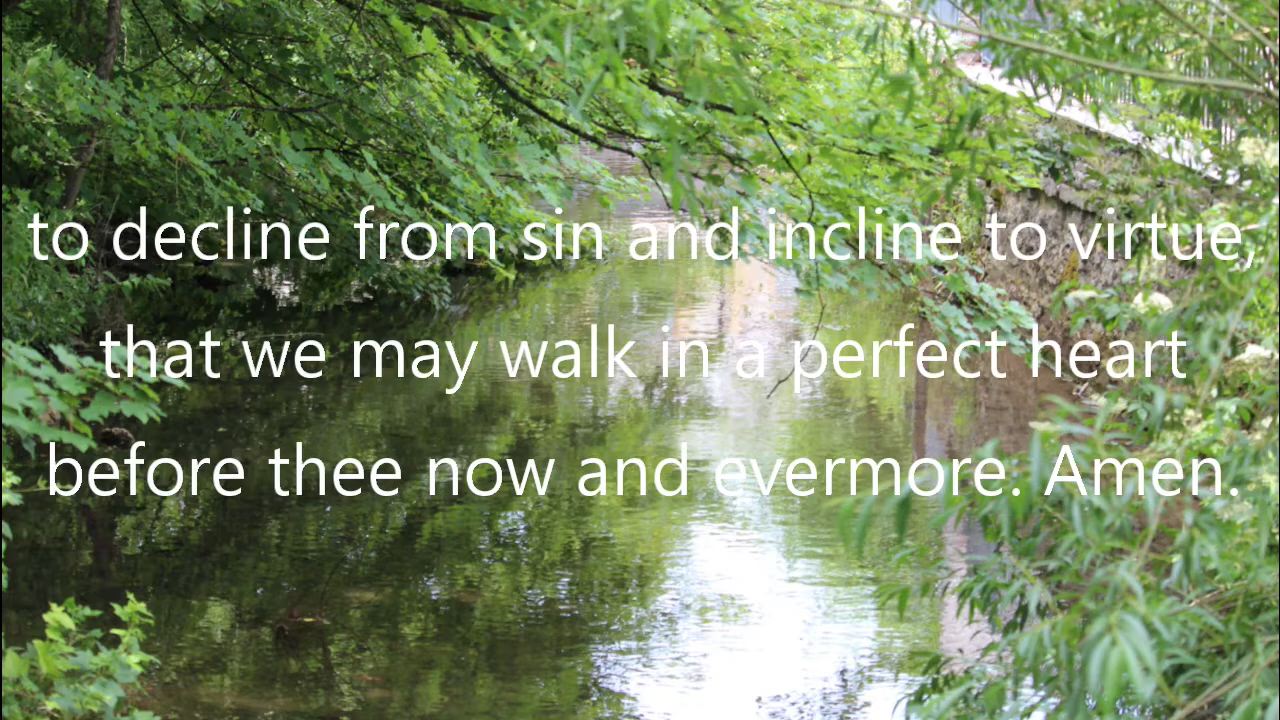 to decline from sin and incline to virtue,
that we may walk in a perfect heart
before thee now and evermore. Amen.